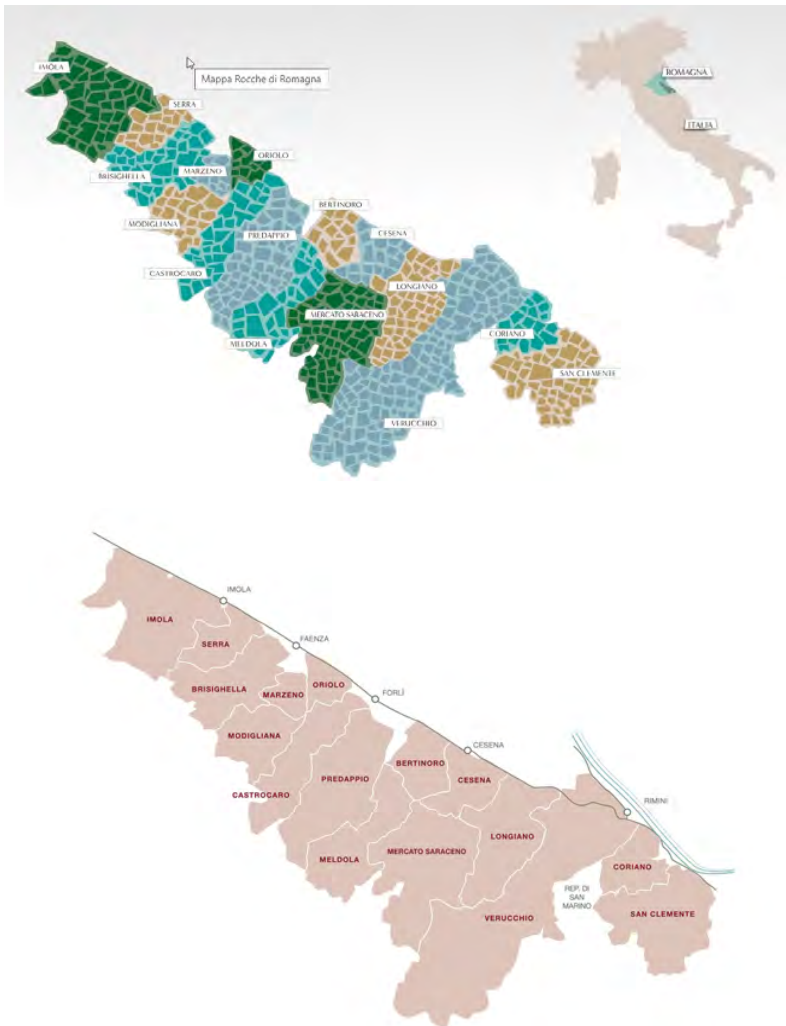 IMOLA
Mappa Rocche di Romagna
ROMAGNA
ITALIA
SERRA
ORIOLO
MARZENO
BRISIGHELLA
BERTINORO
MODIGLIANA
PREDAPPIO
CESENA
CASTROCARO
LONGIANO
MERCATO SARACENO
CORIANO
MELDOLA
SAN CLEMENTE
VERUCCHIO
IMOLA
IMOLA
FAENZA
SERRA
ORIOLO
BRISIGHELLA
MARZENO
FORLÌ
MODIGLIANA
CESENA
BERTINORO
PREDAPPIO
CESENA
CASTROCARO
RIMINI
LONGIANO
MERCATO SARACENO
MELDOLA
CORIANO
REP. DI
SAN
MARINO
VERUCCHIO
SAN CLEMENTE